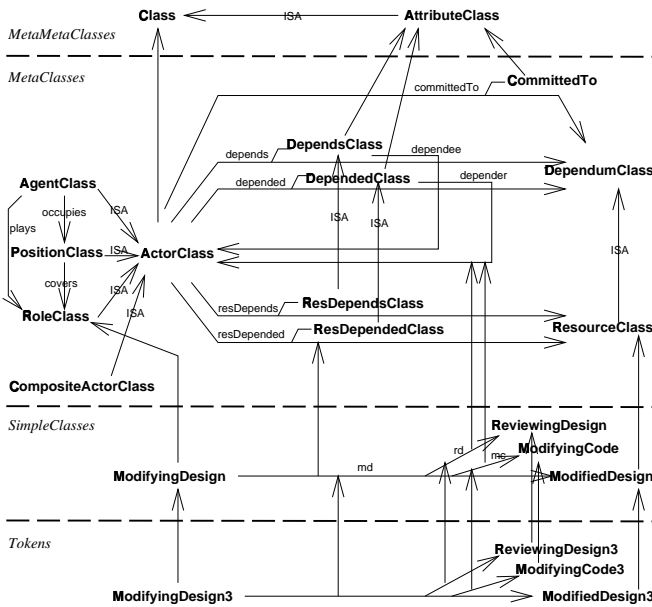 Class
ISA
AttributeClass
MetaMetaClasses
MetaClasses
CommittedTo
committedTo
DependsClass
depends
dependee
DependumClass
AgentClass
depended
DependedClass
depender
occupies
ISA
plays
ISA
ISA
PositionClass
ISA
ActorClass
ISA
covers
ISA
ResDependsClass
resDepends
RoleClass
ISA
ResDependedClass
ResourceClass
resDepended
CompositeActorClass
SimpleClasses
ReviewingDesign
rd
mc
ModifyingCode
ModifyingDesign
md
ModifiedDesign
Tokens
ReviewingDesign3
ModifyingCode3
ModifyingDesign3
ModifiedDesign3